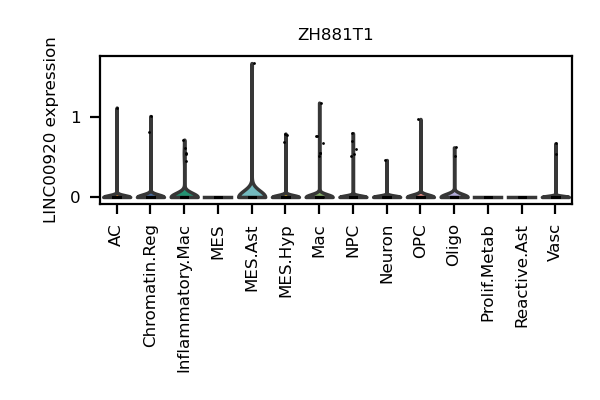 ZH881T1
LINC00920 expression
1
0
AC
Chromatin.Reg
Inflammatory.Mac
MES
MES.Ast
MES.Hyp
Mac
NPC
Neuron
OPC
Oligo
Prolif.Metab
Reactive.Ast
Vasc